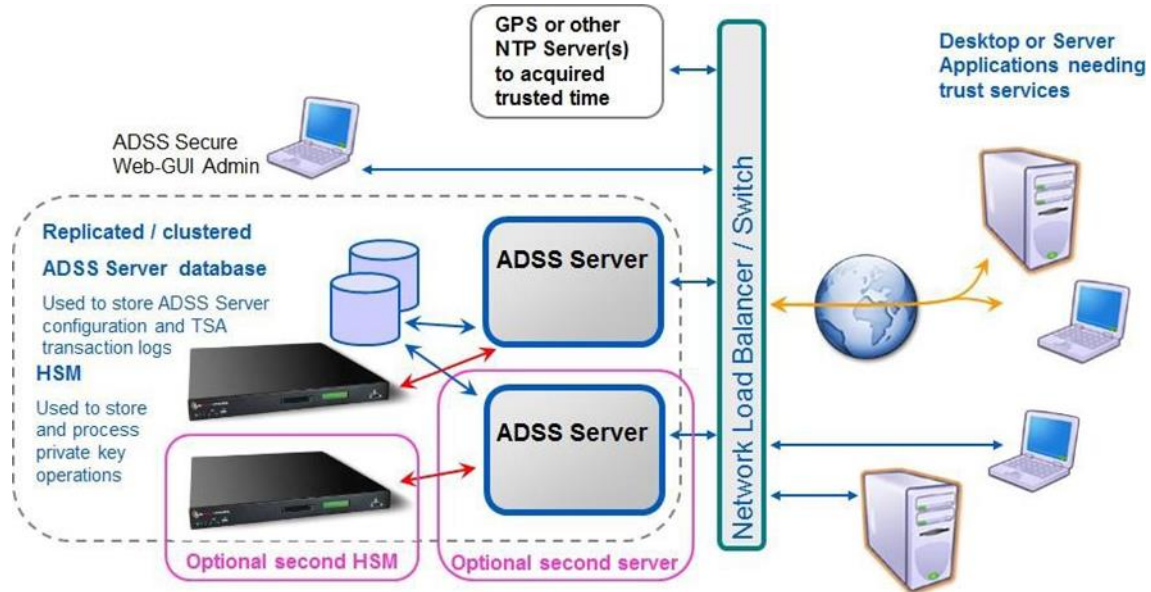 GPS or other
NTP Server(s)
to acquired
trusted time
Desktop or Server
Applications needing
trust services
ADSS Secure
Web-GUI Admin
Replicated / clustered
ADSS Server database
Used to store ADSS Server
configuration and TSA
transaction logs
HSM
Used to store
and process
private key
operations
ADSS Server
ADSS Server
Optional second HSM
Optional second server
Network Load Balancer / Switch